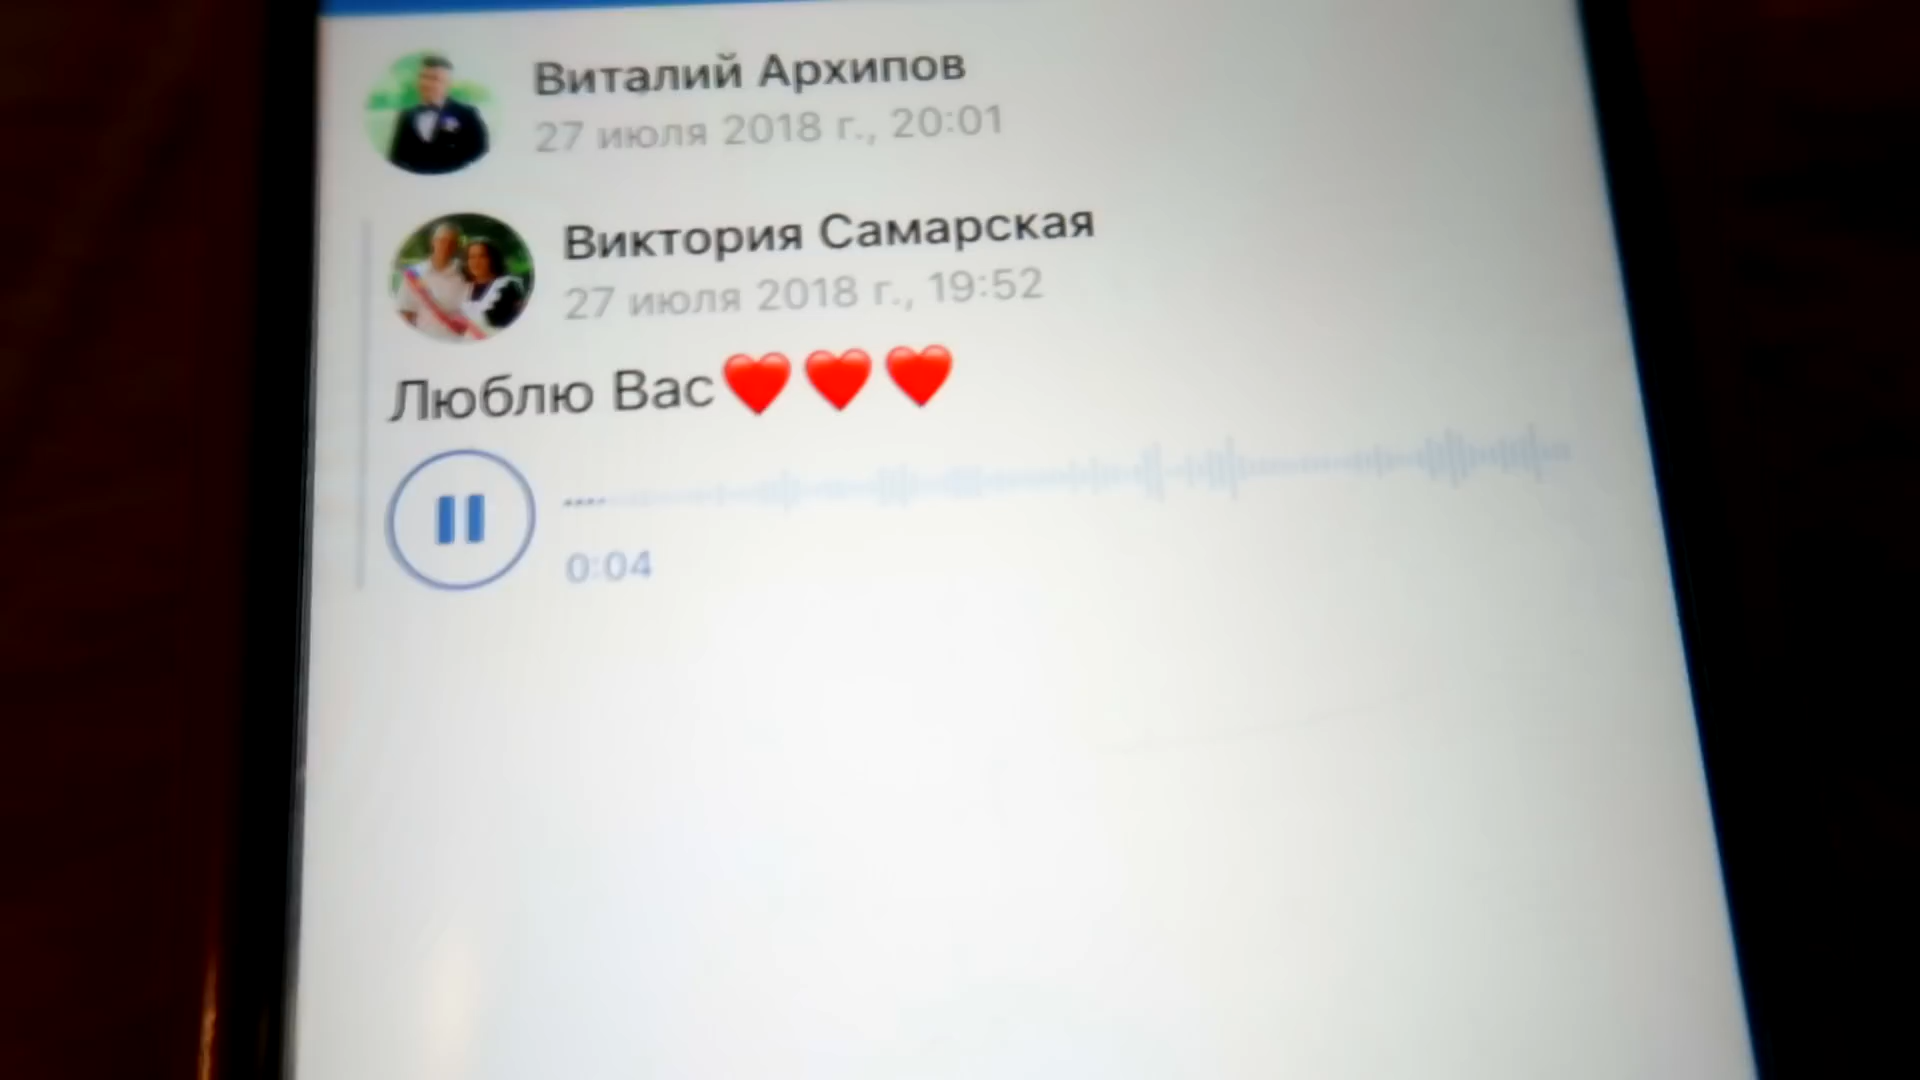 Виталий Архипов
27 июля 2018 г., 20:01
Виктория Самарская
27 июля 2018 г., 19:52
Люблю Вас❤️❤️❤️
0:04